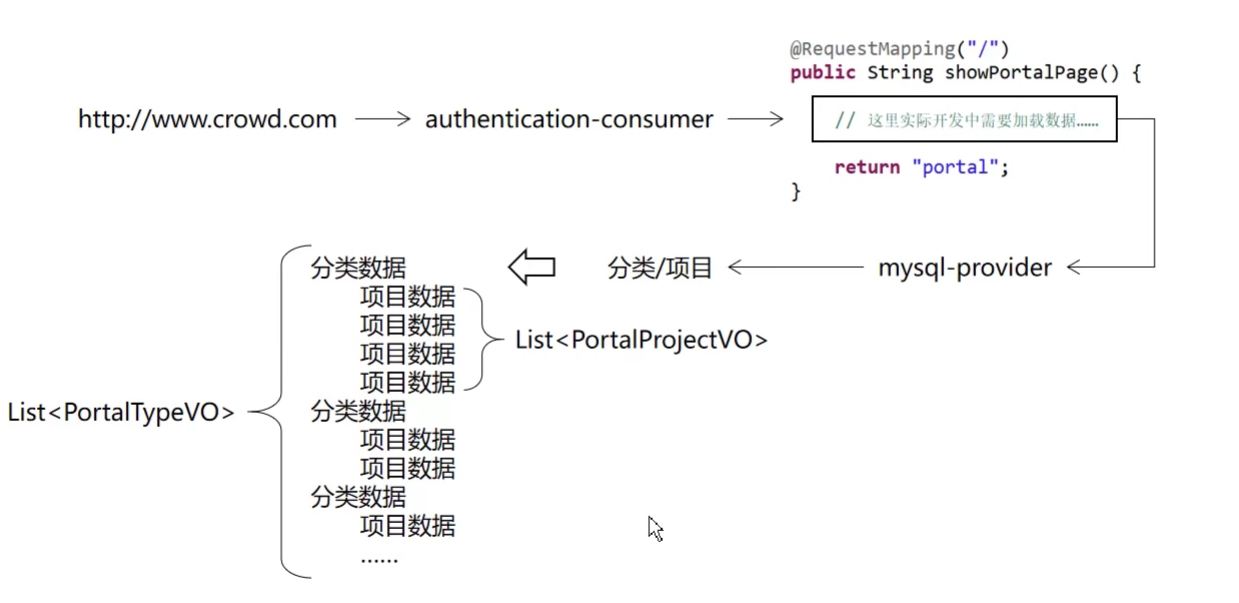 @RequestMapping("/")
public String showPortalPage() {
http://www.crowd.com
authentication-consumer
// 这里实际开发中需要加载数据……
return "portal";
}
分类/项目
mysql-provider
分类数据
项目数据
项目数据
项目数据
项目数据
List<PortalProjectVO>
List<PortalTypeVO>
分类数据
项目数据
项目数据
分类数据
项目数据
……